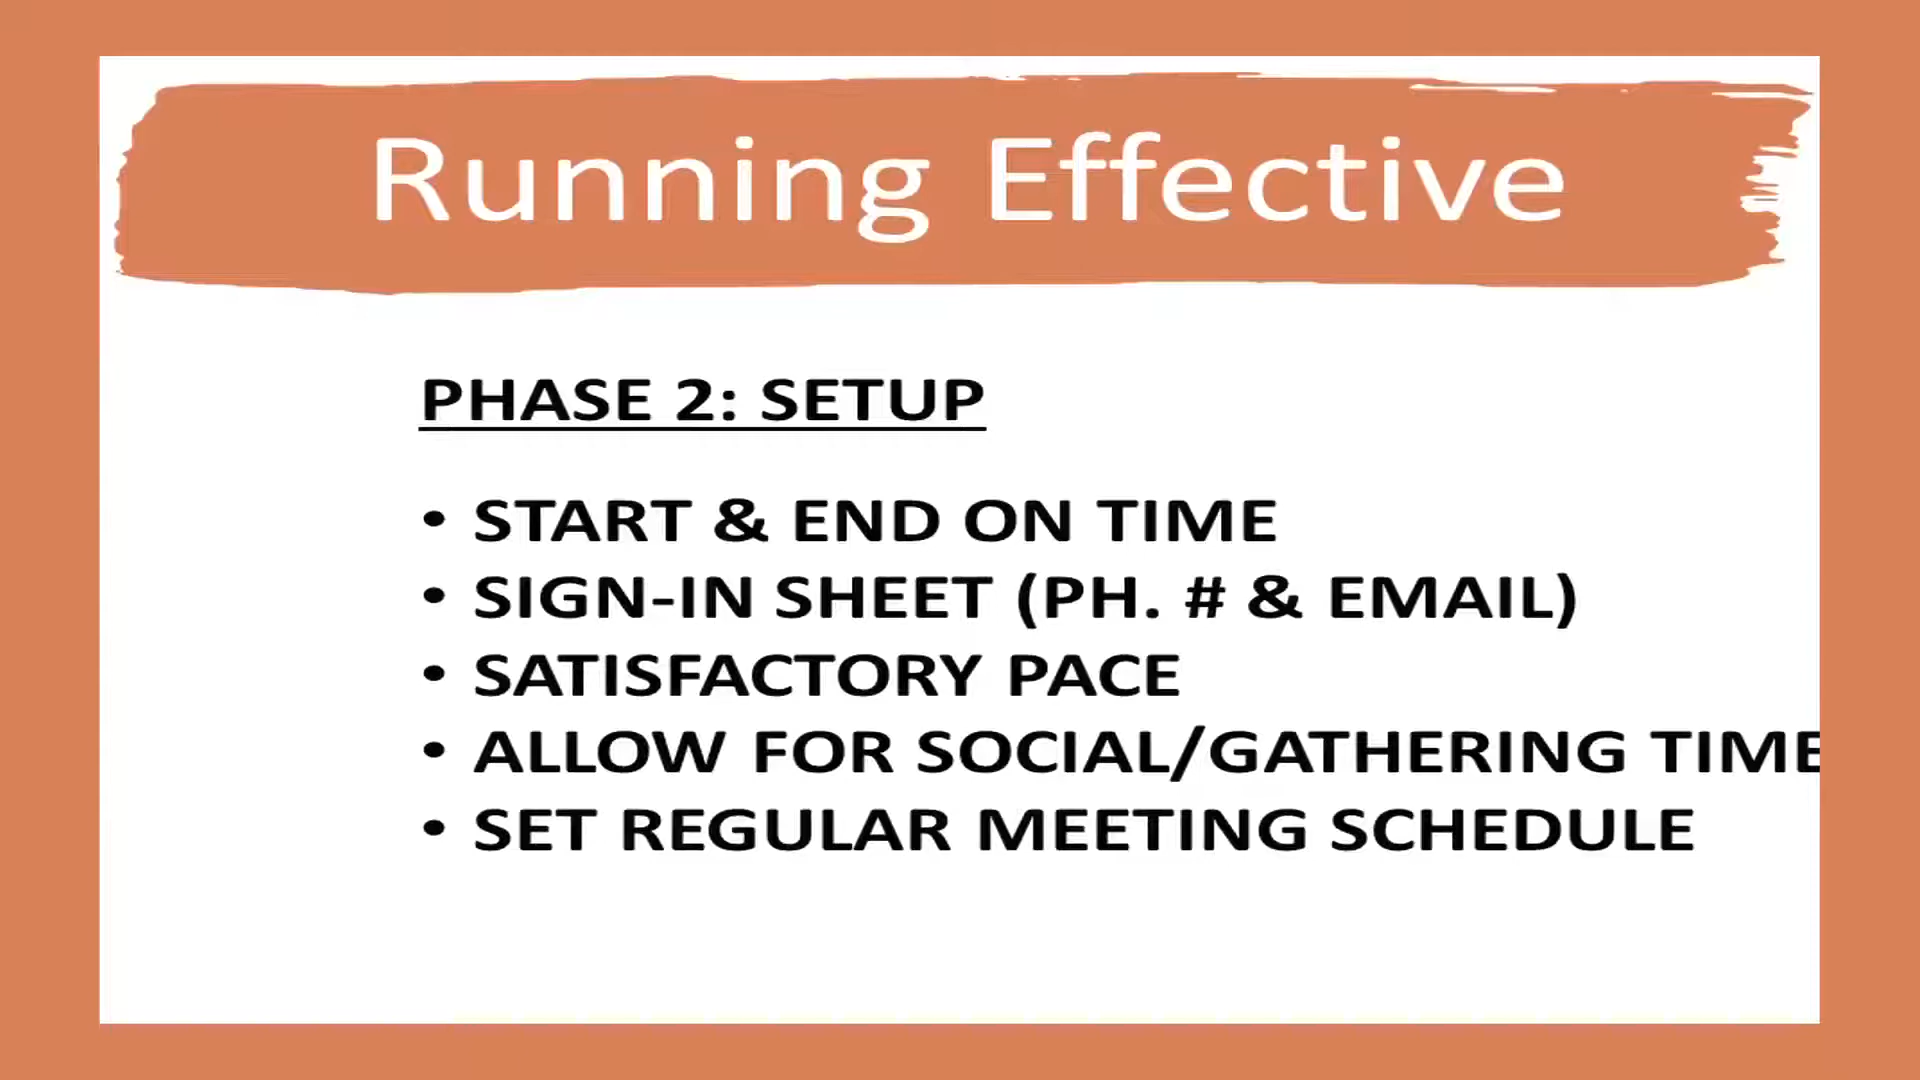 Running Effective
PHASE 2: SETUP
• START & END ON TIME
• SIGN-IN SHEET (PH. # & EMAIL)
• SATISFACTORY PACE
• ALLOW FOR SOCIAL/GATHERING TIME
• SET REGULAR MEETING SCHEDULE